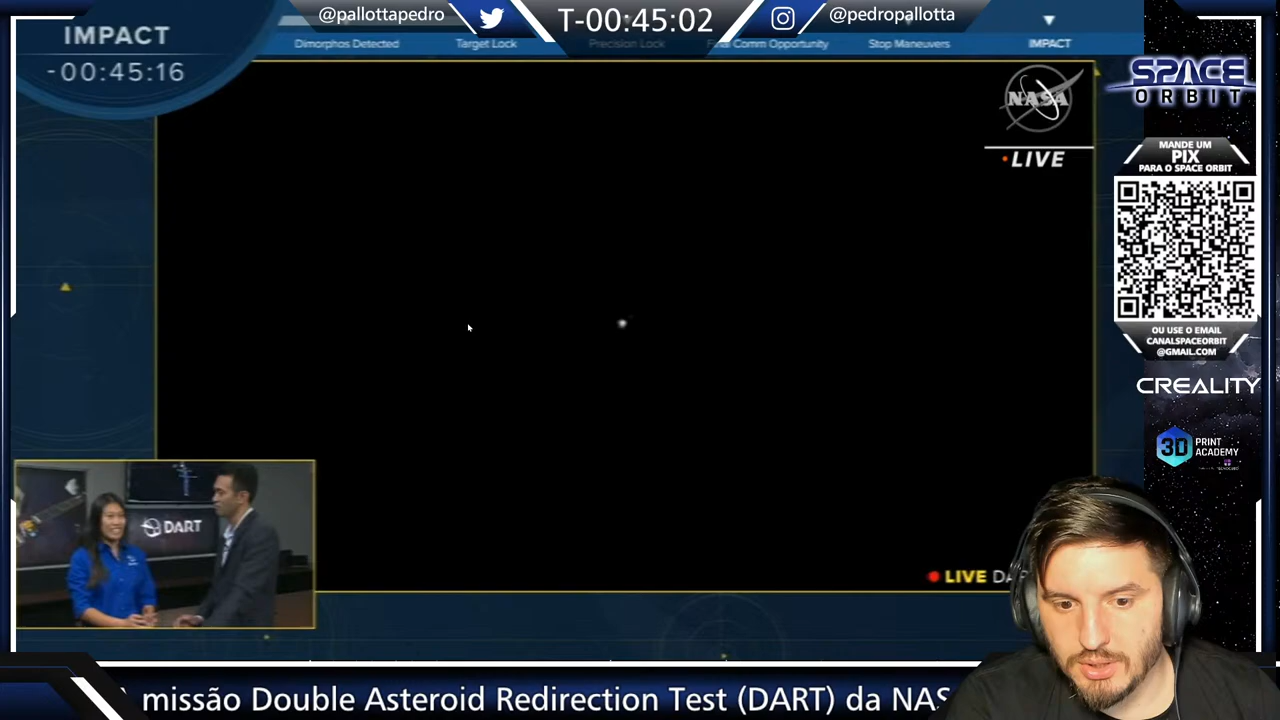 IMPACT
-00:45:16
@pallottapedro
T-00:45:02
@pedropallotta
Dimorphos Detected
Target Lock
Precision Lock
Comm Opportunity
Stop Maneuvers
IMPACT
NASA
LIVE
SPACE
ORBIT
MANDE UM
PIX
PARA O SPACE ORBIT
OU USE O EMAIL
CANALSPACEORBIT
@GMAIL.COM
CREALITY
3D PRINT
ACADEMY
DART
LIVE
missão Double Asteroid Redirection Test (DART) da NAS